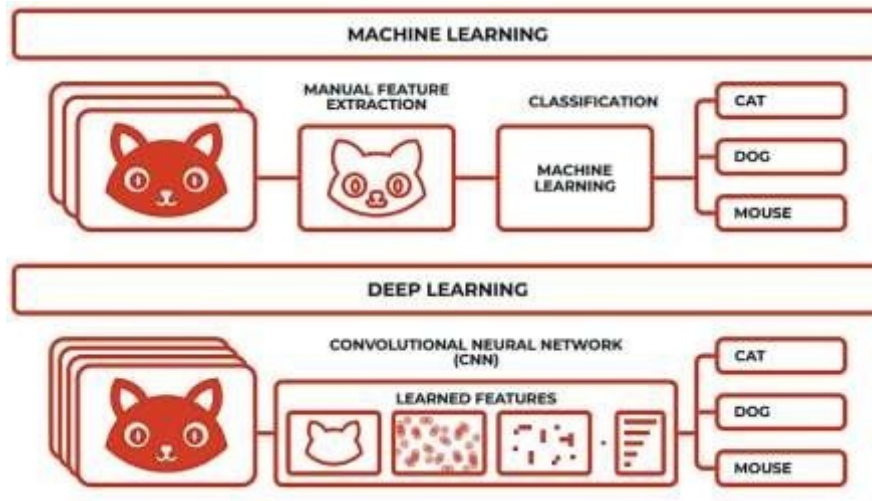 MACHINE LEARNING
MANUAL FEATURE
EXTRACTION
CLASSIFICATION
MACHINE
LEARNING
CAT
DOG
MOUSE
DEEP LEARNING
CONVOLUTIONAL NEURAL NETWORK
(CNN)
LEARNED FEATURES
CAT
DOG
MOUSE